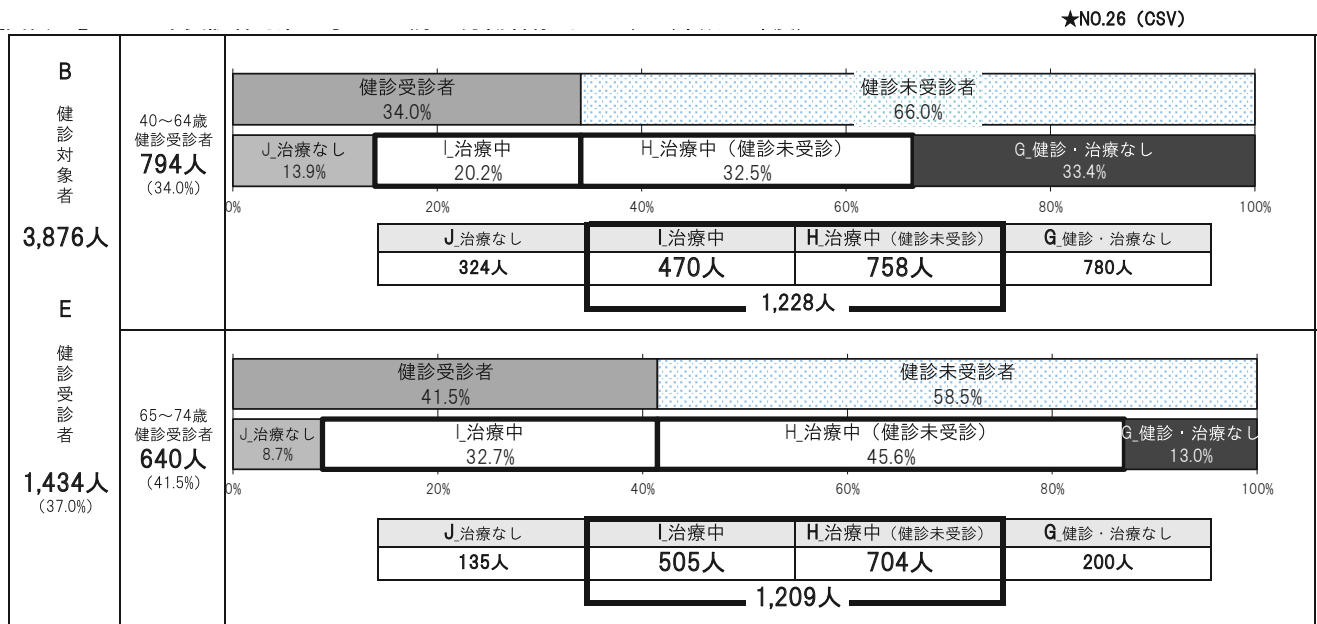 ★NO.26（CSV）
B
健診対象者
3,876人
E
健診受診者
1,434人
(37.0%)
40～64歳
健診受診者
794人
(34.0%)
健診受診者
34.0%
健診未受診者
66.0%
J_治療なし
13.9%
I_治療中
20.2%
H_治療中（健診未受診）
32.5%
G_健診・治療なし
33.4%
0% 20% 40% 60% 80% 100%
J_治療なし I_治療中 H_治療中（健診未受診） G_健診・治療なし
324人 470人 758人 780人
1,228人
65～74歳
健診受診者
640人
(41.5%)
健診受診者
41.5%
健診未受診者
58.5%
J_治療なし
8.7%
I_治療中
32.7%
H_治療中（健診未受診）
45.6%
G_健診・治療なし
13.0%
0% 20% 40% 60% 80% 100%
J_治療なし I_治療中 H_治療中（健診未受診） G_健診・治療なし
135人 505人 704人 200人
1,209人